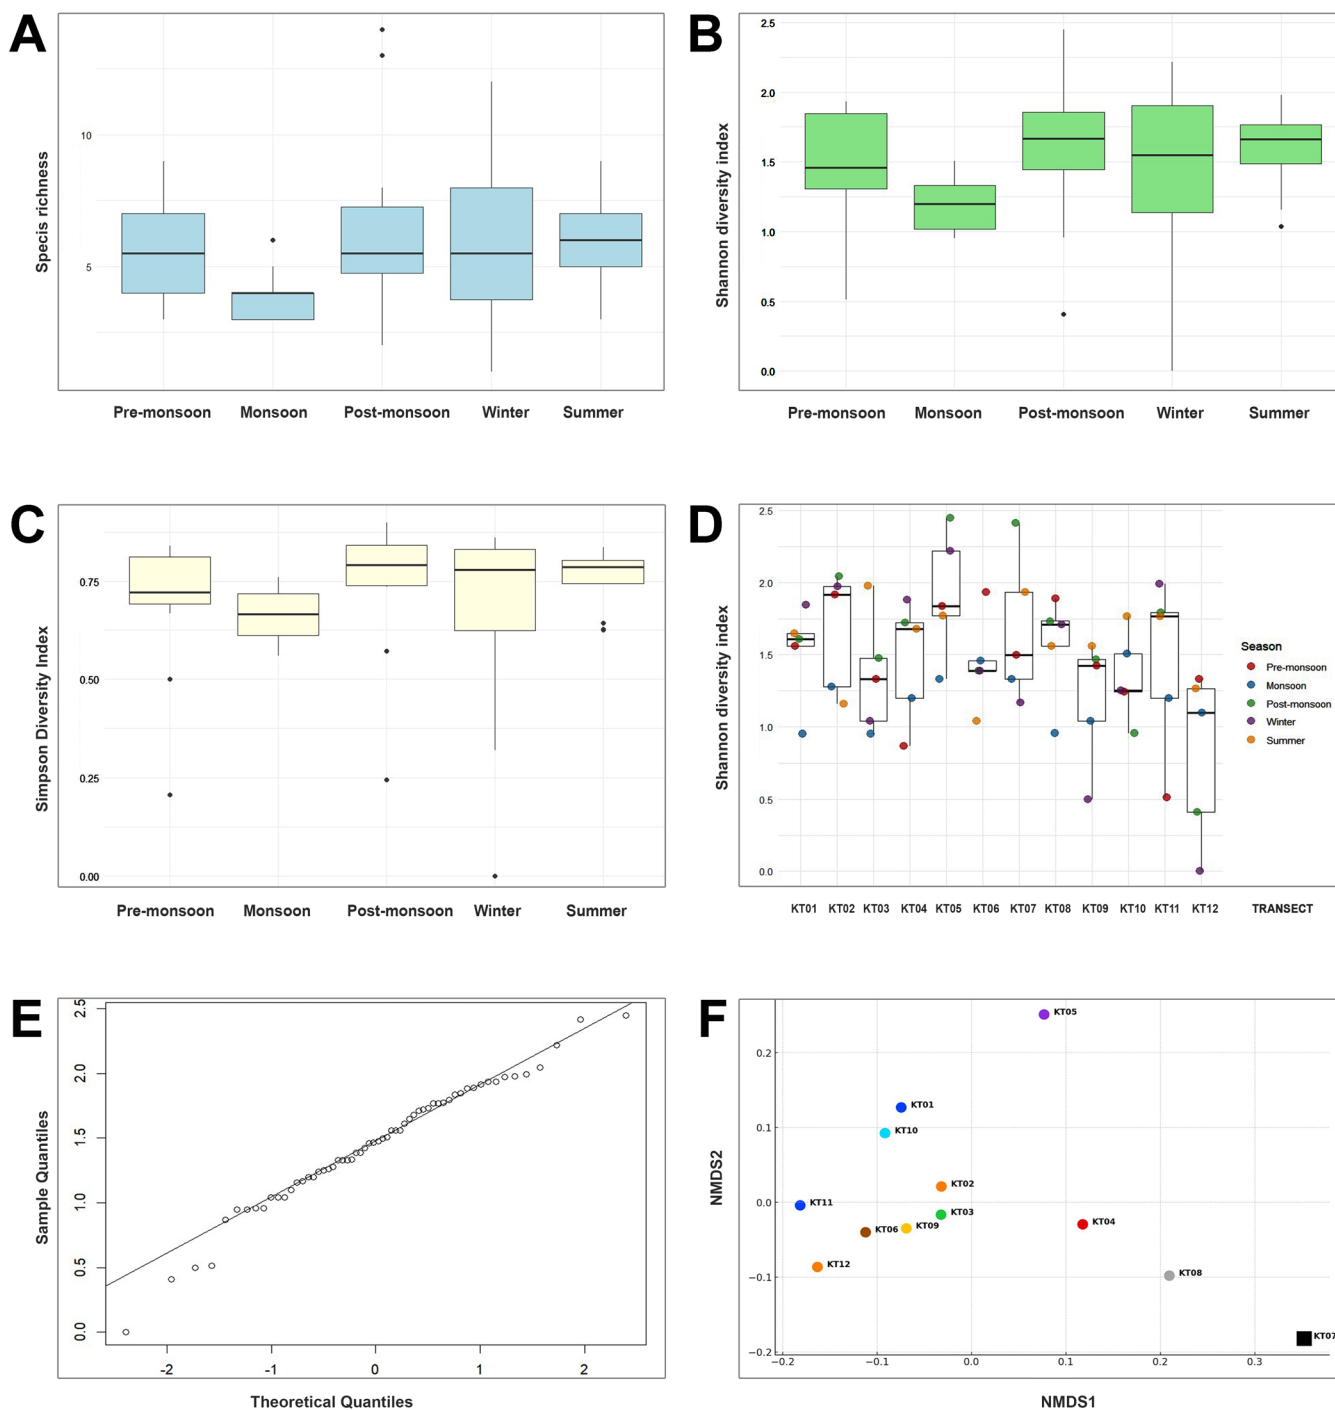 A
Specis richness
10
5
Pre-monsoon Monsoon Post-monsoon Winter Summer
B
Shannon diversity index
2.5
2.0
1.5
1.0
0.5
0.0
Pre-monsoon Monsoon Post-monsoon Winter Summer
C
Simpson Diversity Index
0.75
0.50
0.25
0.00
Pre-monsoon Monsoon Post-monsoon Winter Summer
D
Shannon diversity index
2.5
2.0
1.5
1.0
0.5
0.0
KT01 KT02 KT03 KT04 KT05 KT06 KT07 KT08 KT09 KT10 KT11 KT12 TRANSECT
Season
Pre-monsoon
Monsoon
Post-monsoon
Winter
Summer
E
Sample Quantiles
2.5
2.0
1.5
1.0
0.5
0.0
-2 -1 0 1 2
Theoretical Quantiles
F
NMDS2
0.2
0.1
0.0
−0.1
−0.2
KT05
KT01
KT10
KT02
KT11
KT03
KT09
KT06
KT04
KT12
KT08
KT07
−0.2 −0.1 0.0 0.1 0.2 0.3
NMDS1